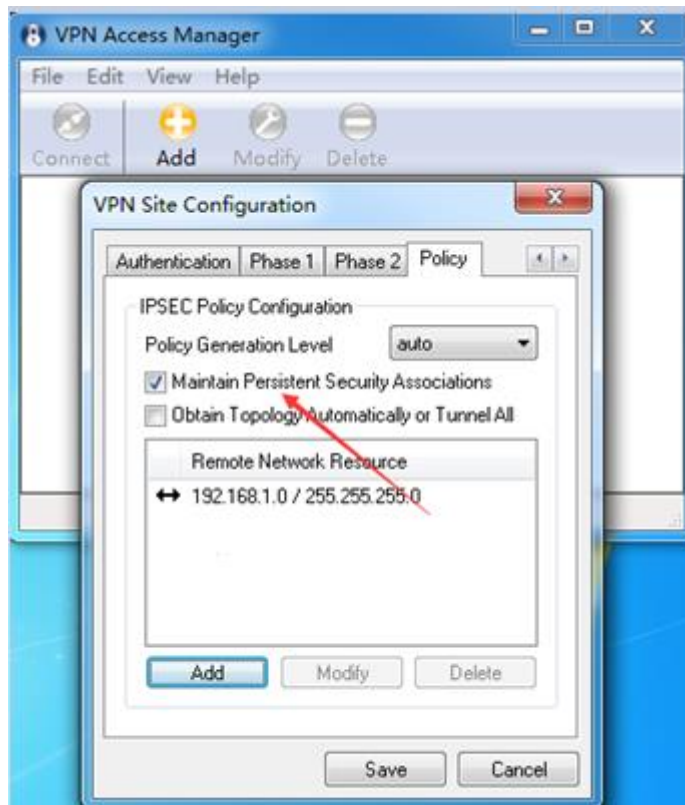 VPN Access Manager
File Edit View Help
Connect Add Modify Delete
VPN Site Configuration
Authentication Phase 1 Phase 2 Policy
IPSEC Policy Configuration
Policy Generation Level auto
Maintain Persistent Security Associations
Obtain Topology Automatically or Tunnel All
Remote Network Resource
192.168.1.0 / 255.255.255.0
Add Modify Delete
Save Cancel